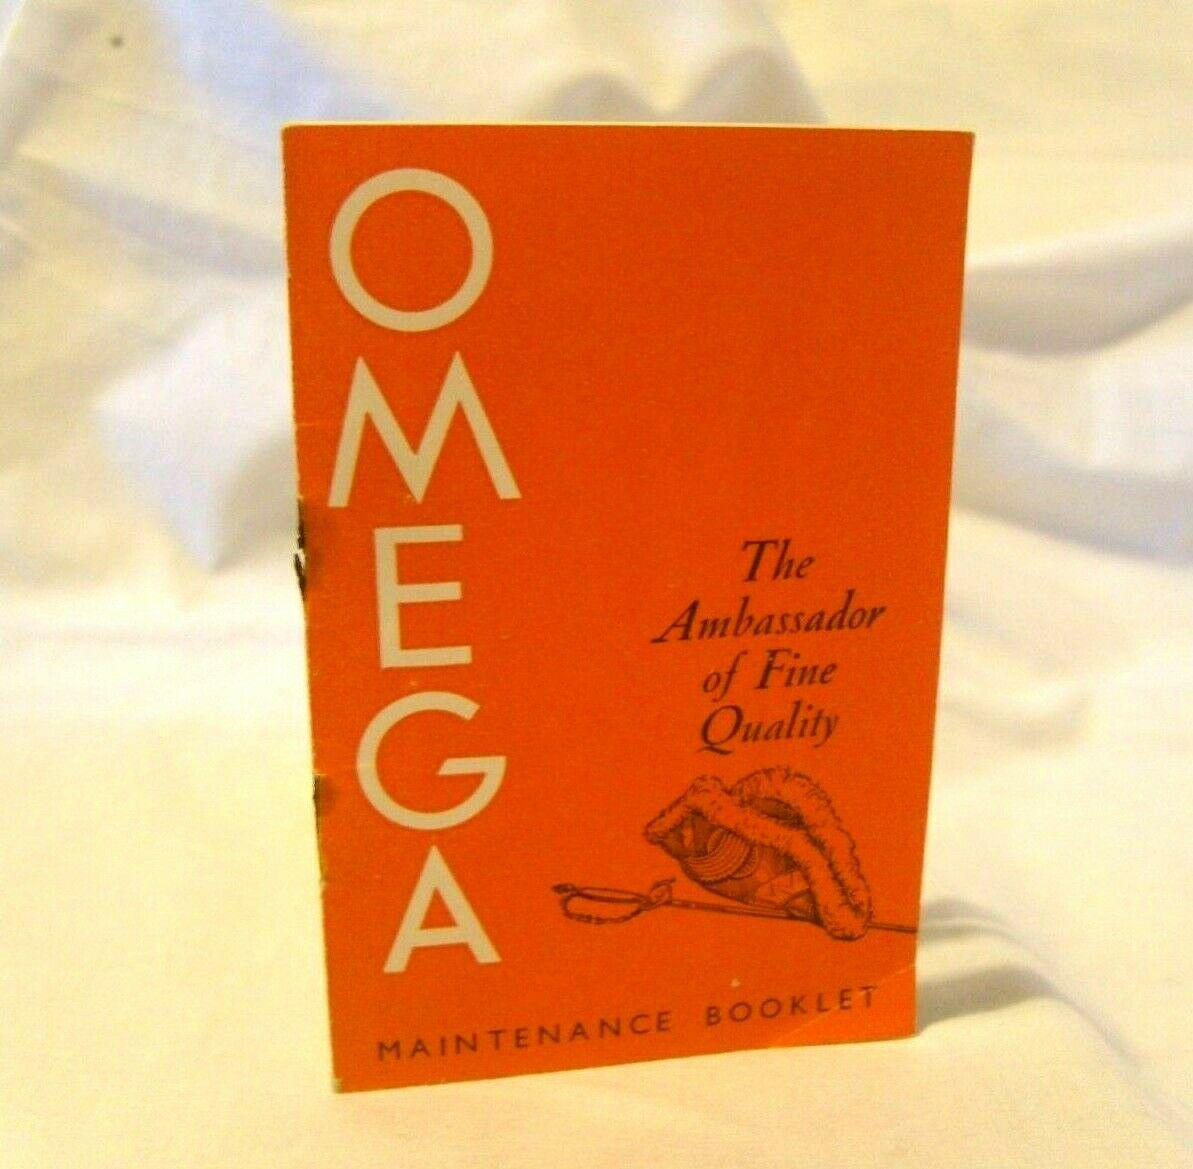 OMEGA
The
Ambassador
of Fine
Quality
MAINTENANCE BOOKLET